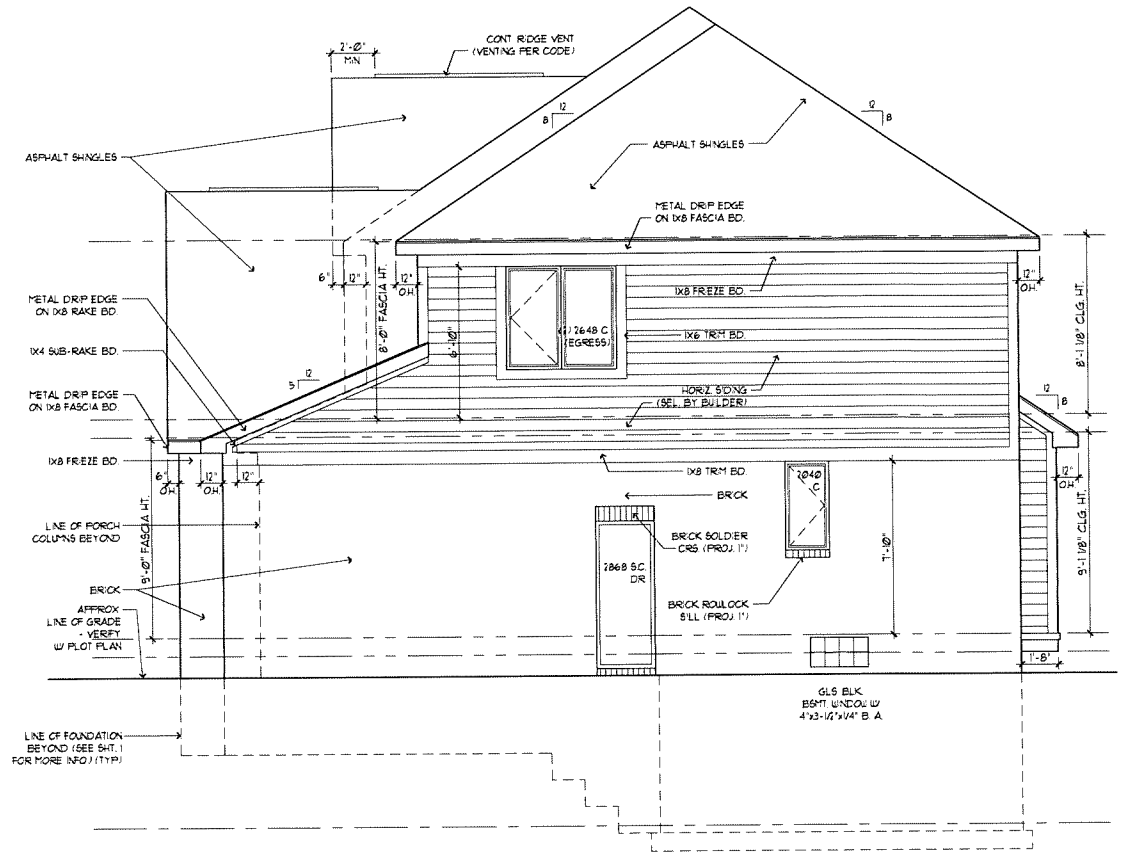 CONT RIDGE VENT
(VENTING PER CODE)
2'-0"
MIN
12
8
12
8
ASPHALT SHINGLES
ASPHALT SHINGLES
METAL DRIP EDGE
ON 1X8 FASCIA BD.
6"
12"
12"
O.H.
12"
O.H.
8'-0" FASCIA HT.
6'-10"
1X8 FREZE BD.
METAL DRIP EDGE
ON 1X8 RAKE BD.
(2) 2648 C
(EGRESS)
1X6 TRIM BD.
8'-1 1/8" CLG. HT.
1X4 SUB-RAKE BD.
12
5
HORIZ. SIDING
(SEL. BY BUILDER)
12
8
METAL DRIP EDGE
ON 1X8 FASCIA BD.
1X8 FREZE BD.
1X8 TRIM BD.
6"
O.H.
12"
O.H.
12"
2040
C
12"
O.H.
BRICK
LINE OF PORCH
COLUMNS BEYOND
BRICK SOLDIER
CRS (PROJ. 1")
9'-0" FASCIA HT.
7'-10"
9'-1 1/8" CLG. HT.
2868 S.C.
DR
BRICK
BRICK ROWLOCK
SILL (PROJ. 1")
APPROX
LINE OF GRADE
- VERIFY
W/ PLOT PLAN
1'-8"
GLS BLK
BSMT. WINDOW W/
4"x3-1/2"x1/4" B. A.
LINE OF FOUNDATION
BEYOND (SEE SHT. 1
FOR MORE INFO.) (TYP)